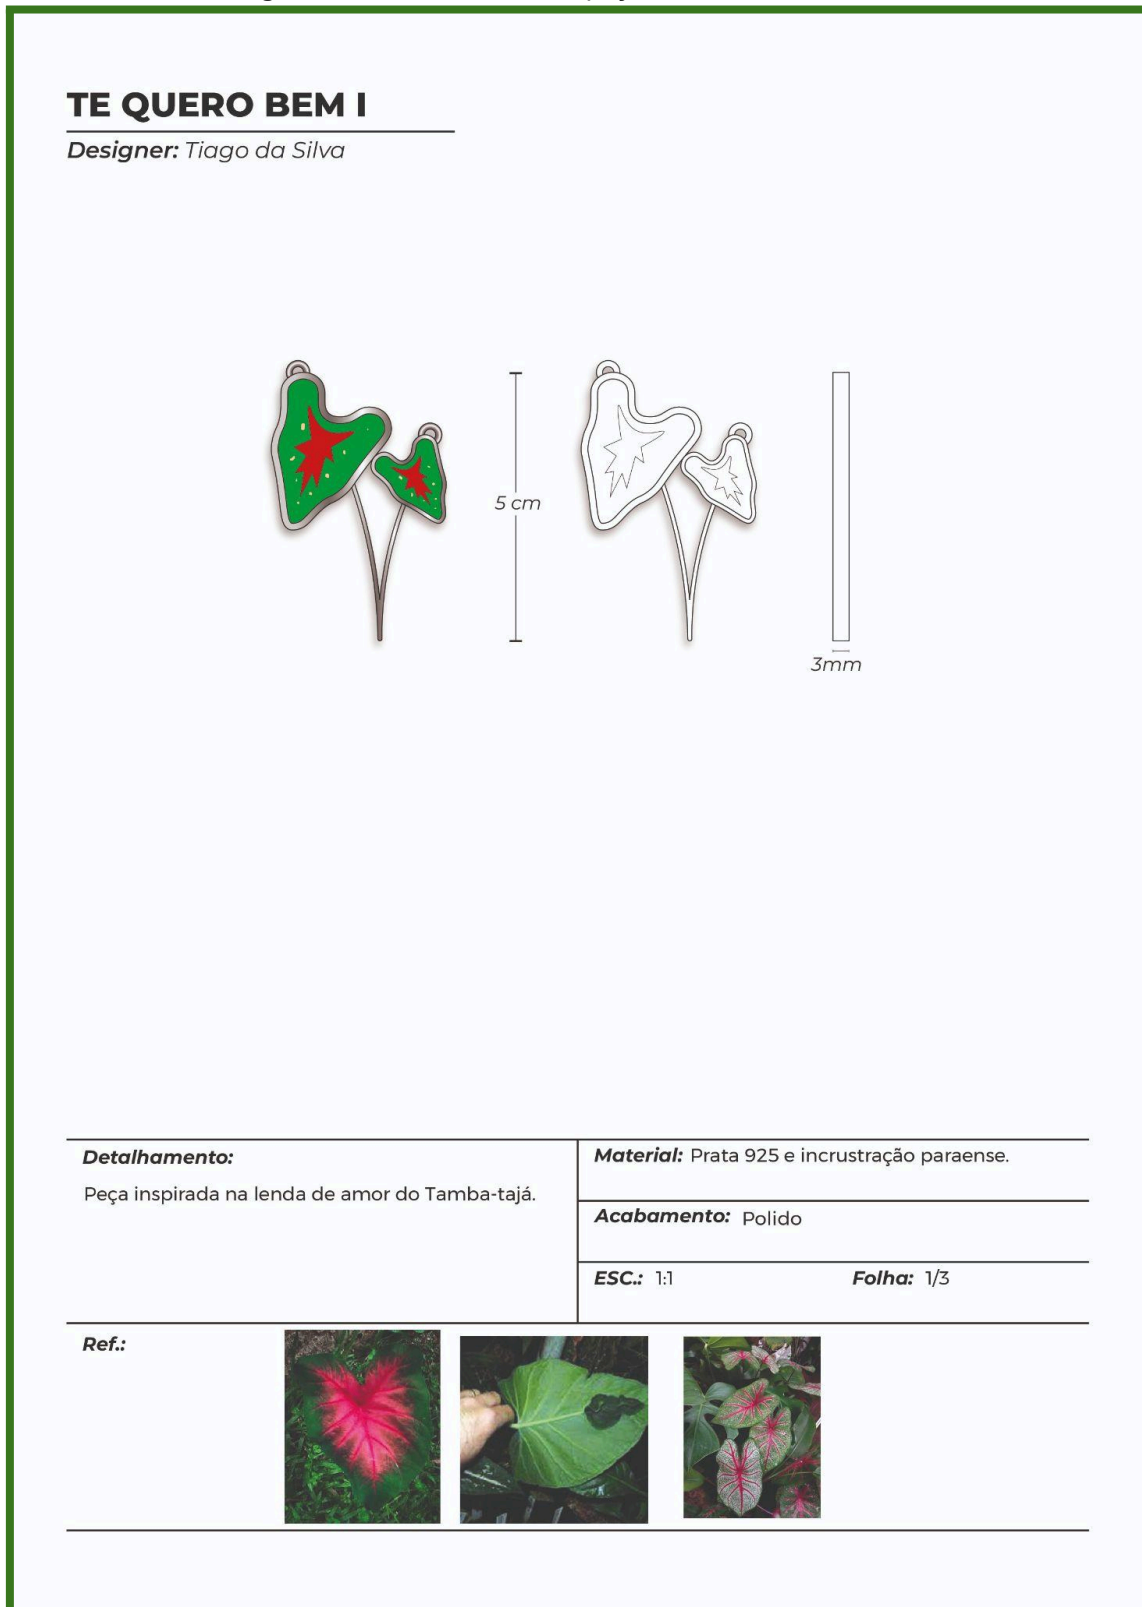 TE QUERO BEM I
Designer: Tiago da Silva
5 cm
3mm
Detalhamento:
Peça inspirada na lenda de amor do Tamba-tajá.
Material: Prata 925 e incrustração paraense.
Acabamento: Polido
ESC.: 1:1 Folha: 1/3
Ref.: